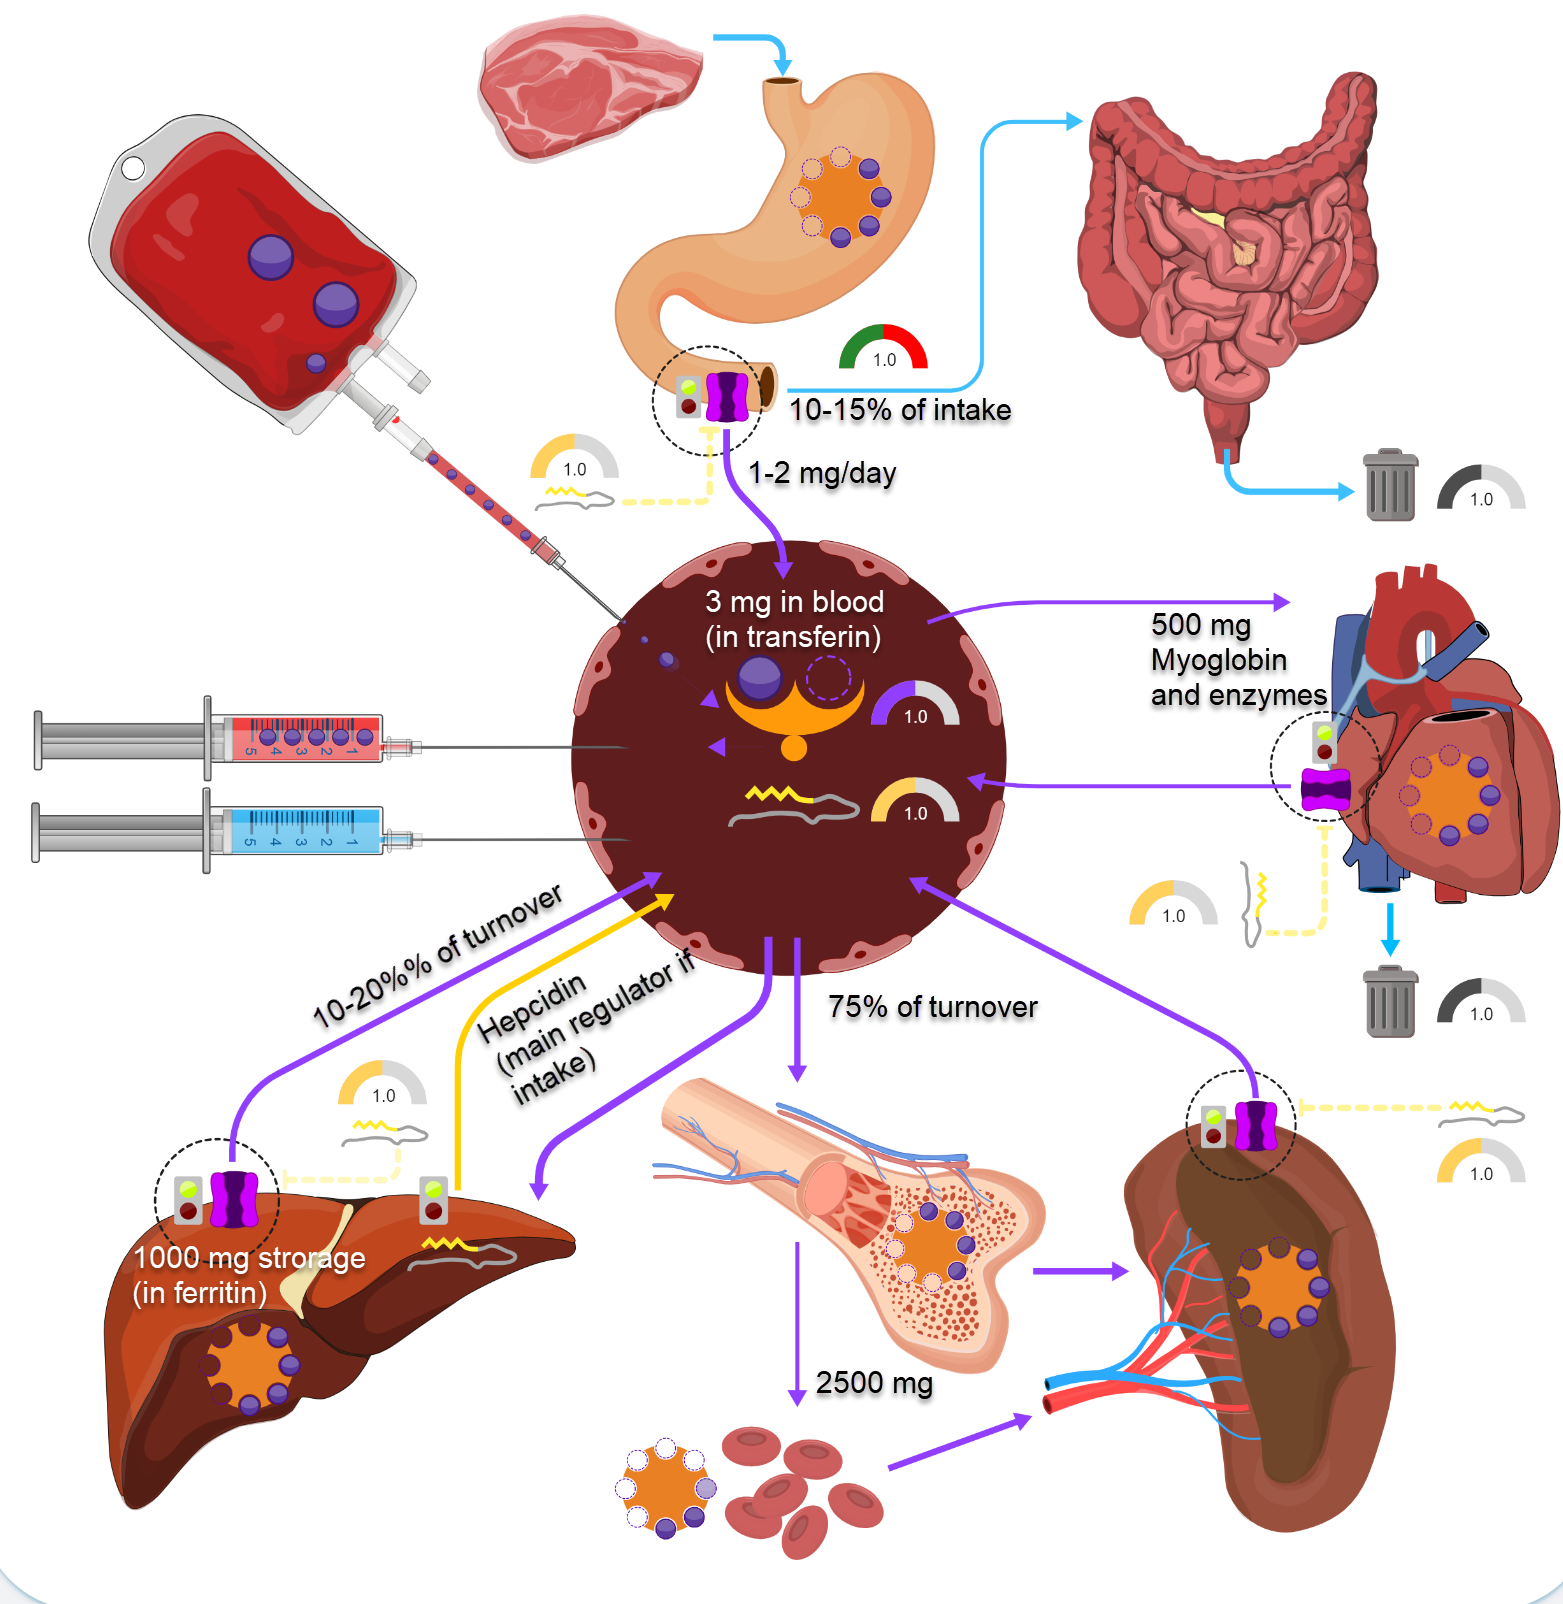 1.0
10-15% of intake
1.0
1-2 mg/day
1.0
3 mg in blood
(in transferin)
1.0
1.0
500 mg
Myoglobin
and enzymes
5 4 3 2 1
5 4 3 2 1
1.0
1.0
10-20%% of turnover
Hepcidin
(main regulator if
intake)
75% of turnover
1.0
1.0
1000 mg strorage
(in ferritin)
2500 mg